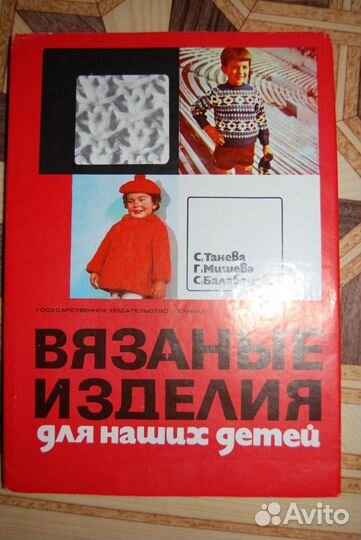 С. Танева
Г. Мишева
С.
ГОСУДАРСТВЕННОЕ ИЗДАТЕЛЬСТВО
ВЯЗАНЫЕ
ИЗДЕЛИЯ
для наших детей
Avito